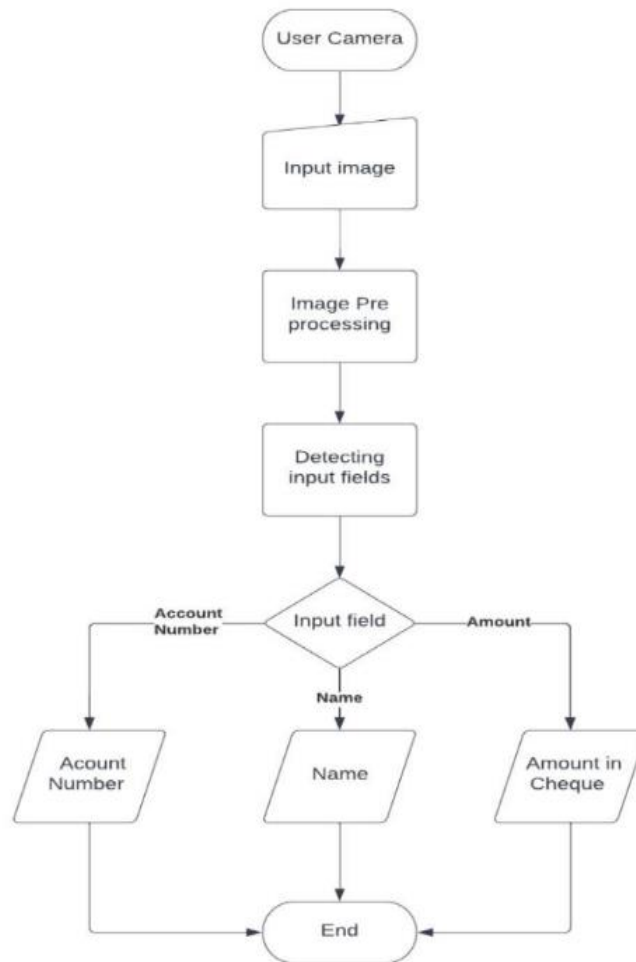 User Camera
Input image
Image Pre
processing
Detecting
input fields
Input field
Account
Number
Amount
Name
Acount
Number
Name
Amount in
Cheque
End